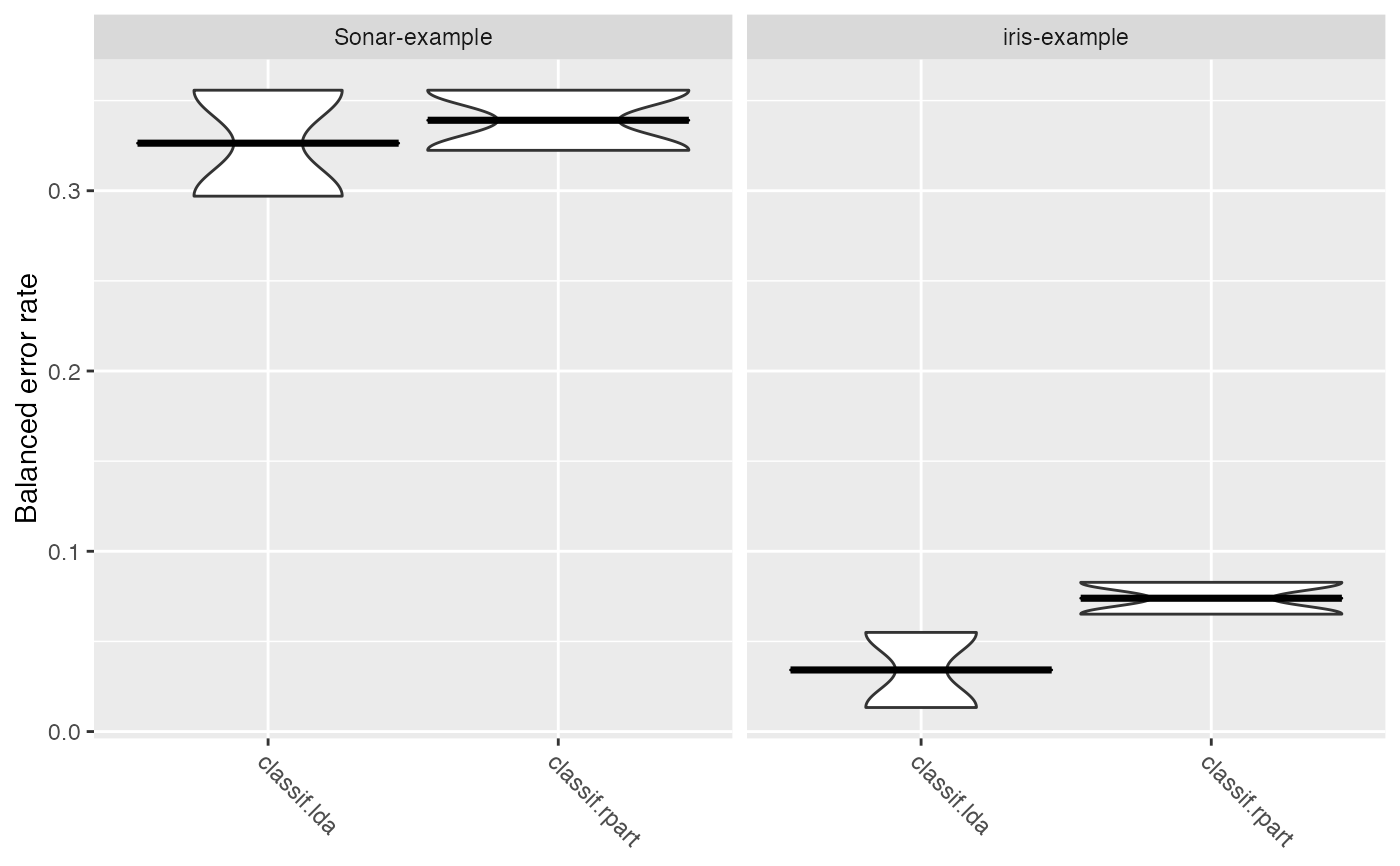 Sonar-example
iris-example
Balanced error rate
0.3
0.2
0.1
0.0
classif.lda
classif.rpart
classif.lda
classif.rpart